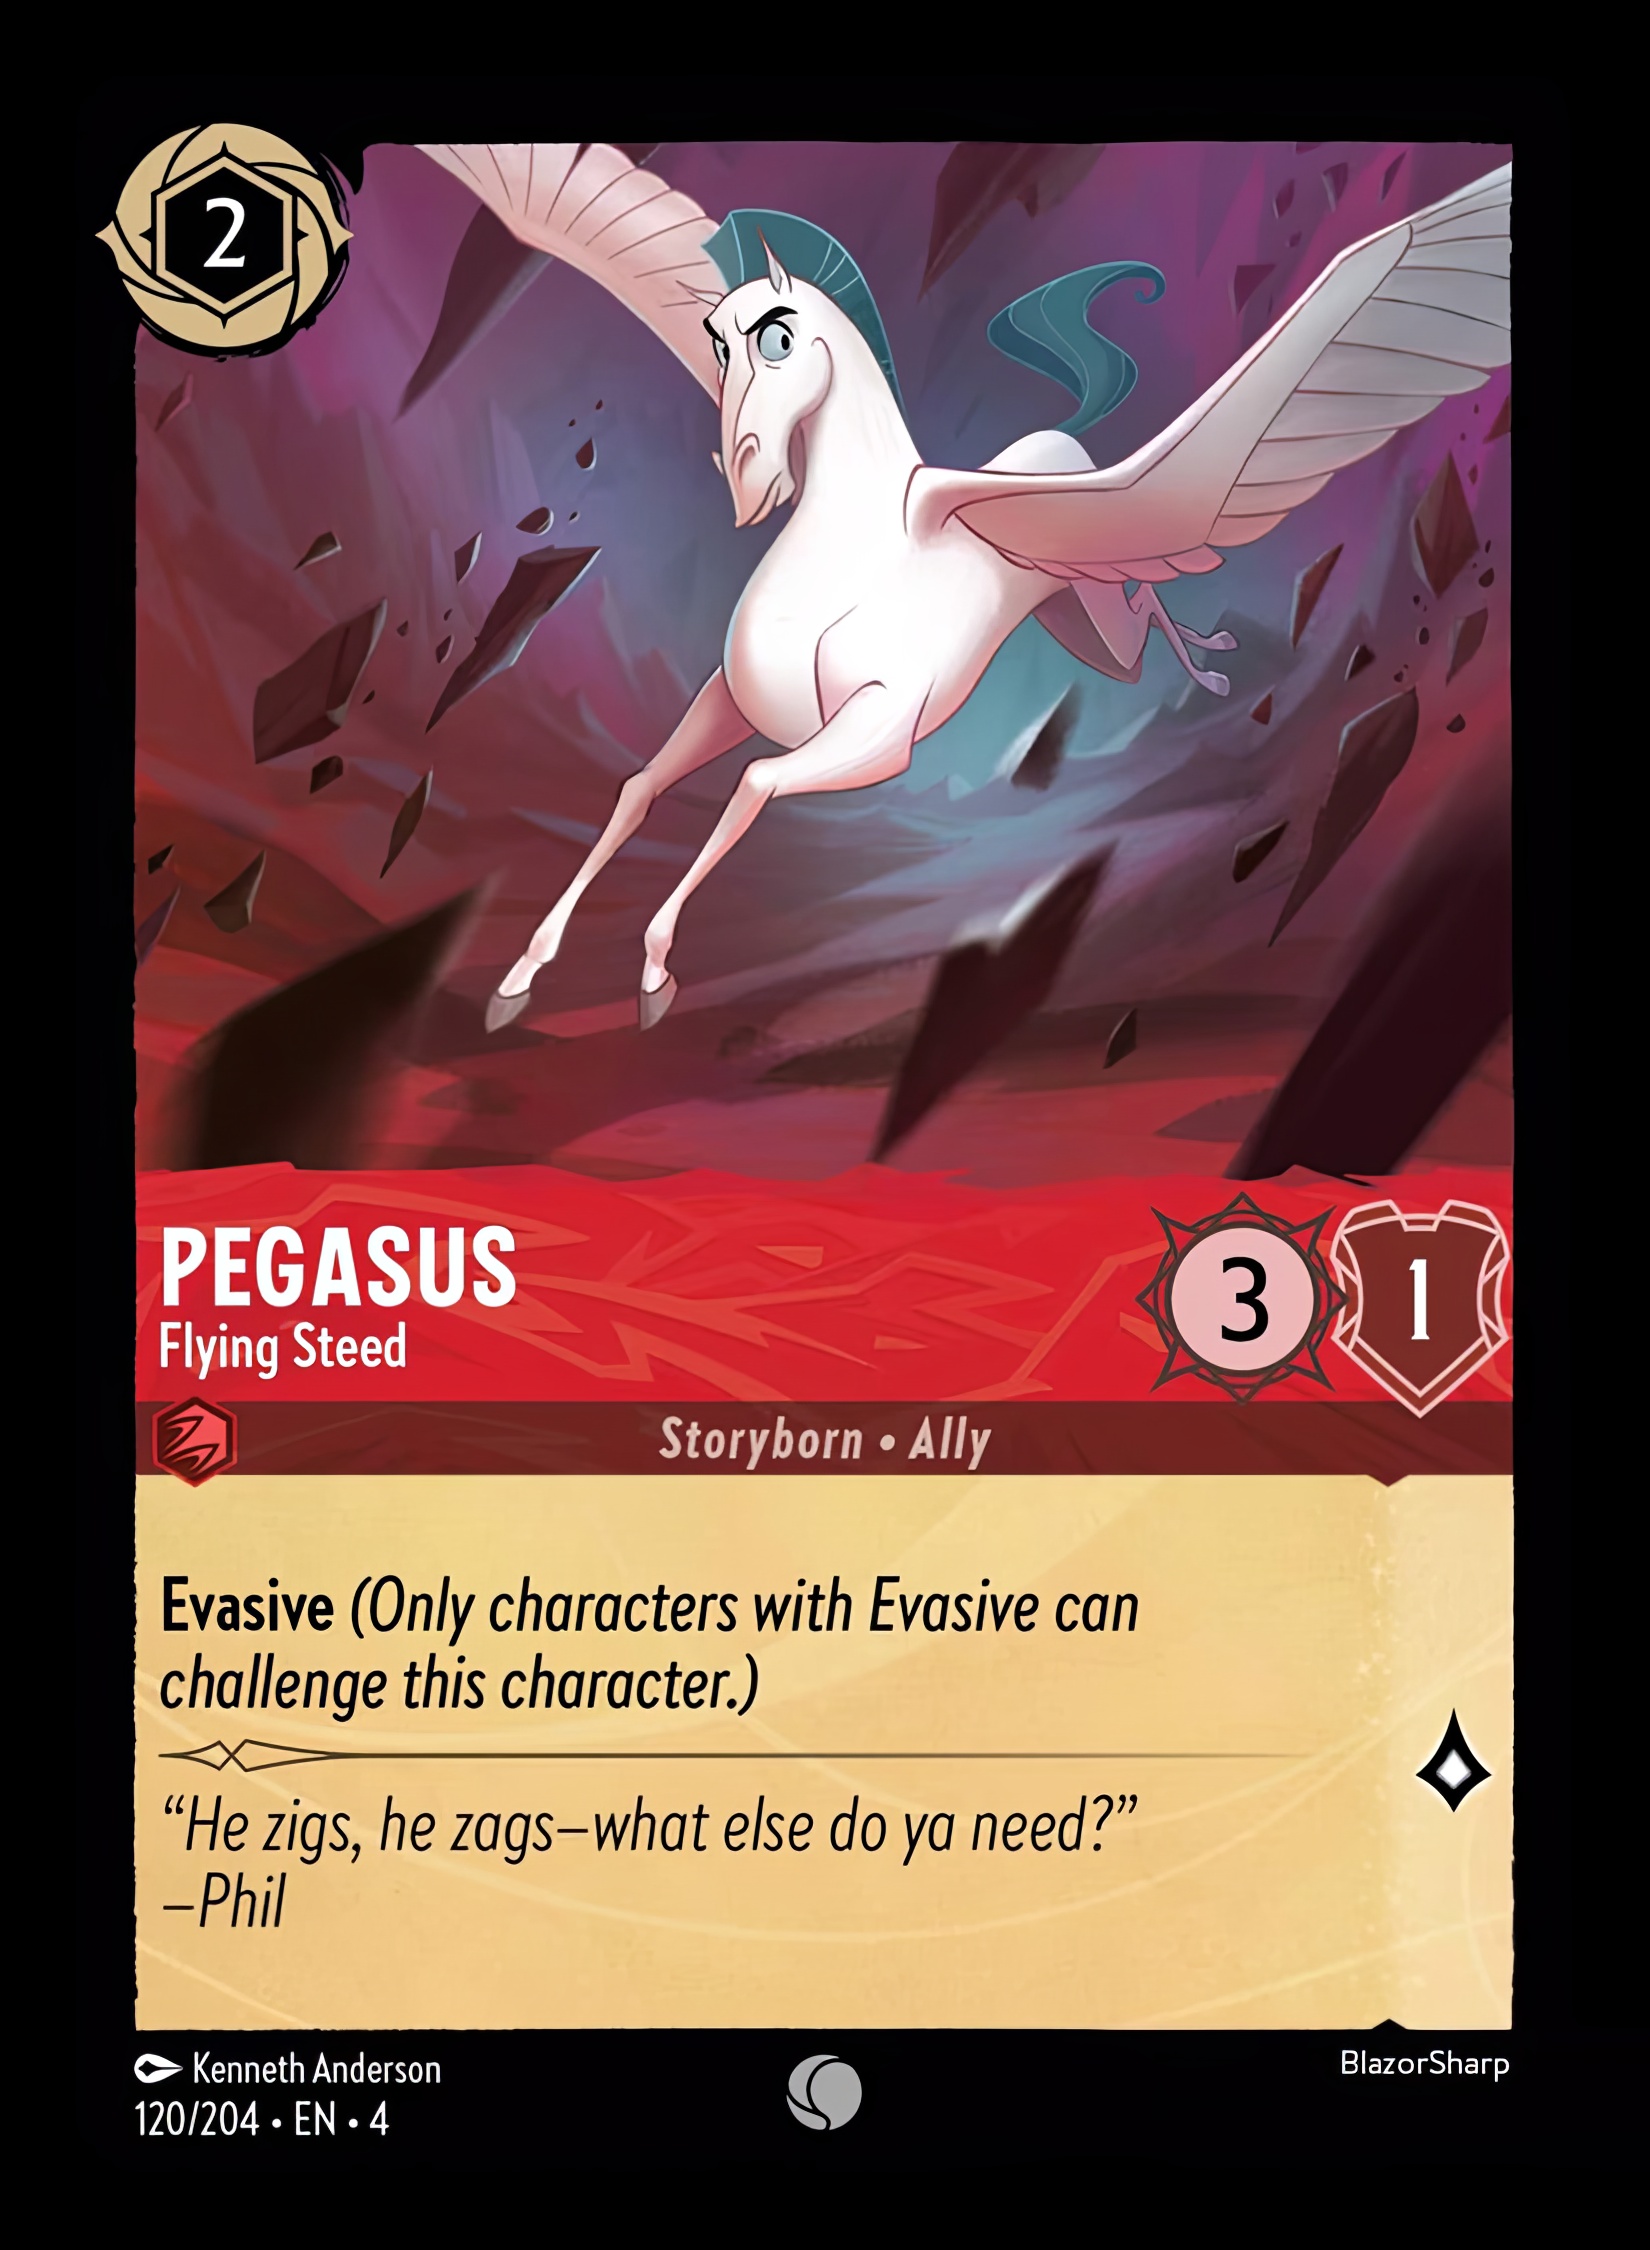 2
PEGASUS
Flying Steed
3
1
Storyborn • Ally
Evasive (Only characters with Evasive can
challenge this character.)
“He zigs, he zags—what else do ya need?”
—Phil
Kenneth Anderson
BlazorSharp
120/204 • EN • 4